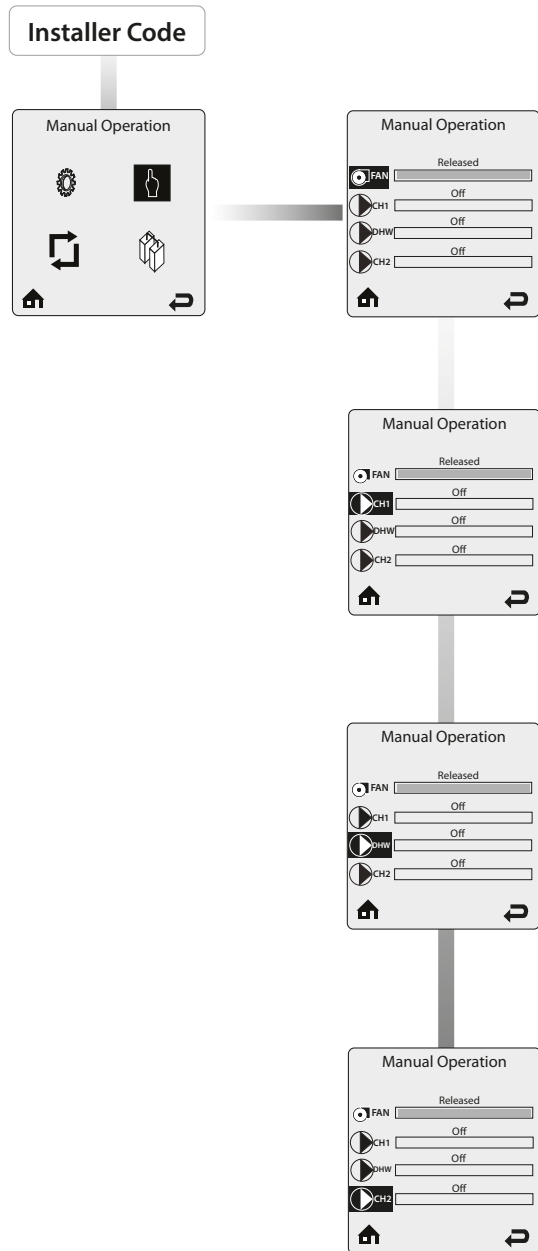 Installer Code
Manual Operation
Manual Operation
Released
FAN
Off
CH1
Off
DHW
Off
CH2
Manual Operation
Released
FAN
Off
CH1
Off
DHW
Off
CH2
Manual Operation
Released
FAN
Off
CH1
Off
DHW
Off
CH2
Manual Operation
Released
FAN
Off
CH1
Off
DHW
Off
CH2